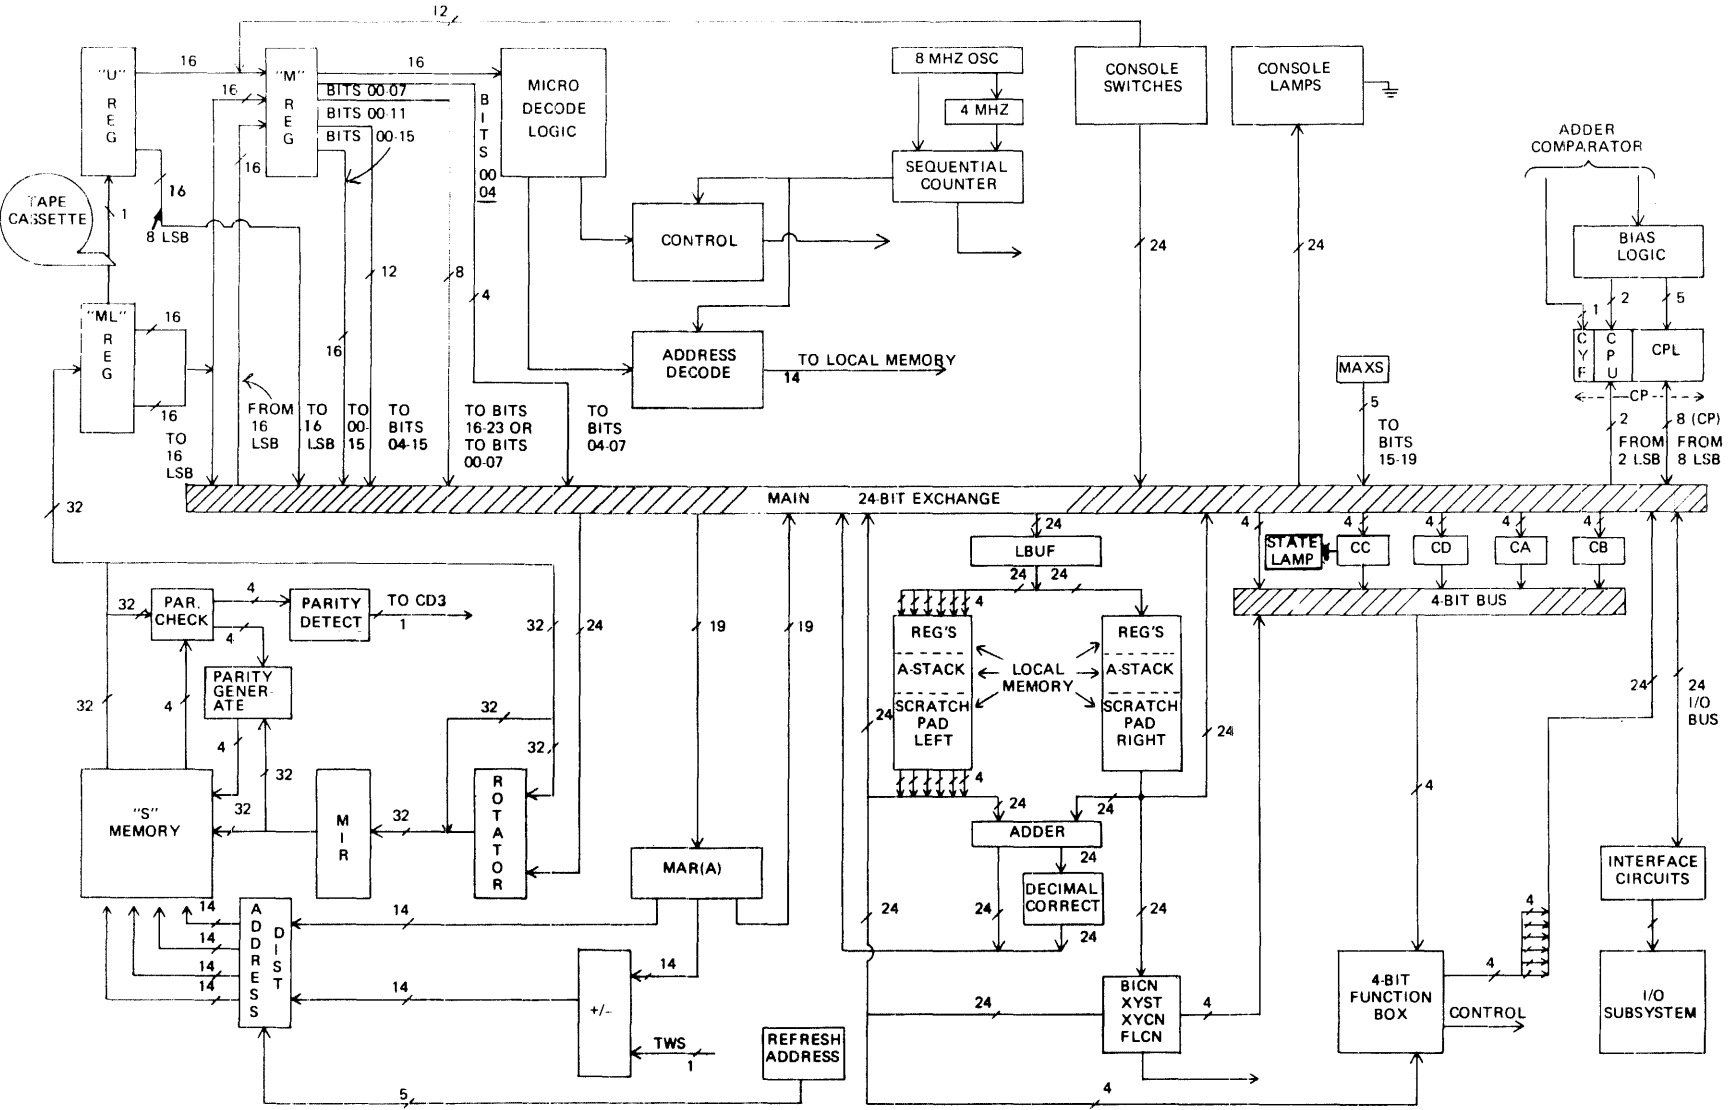 12
"U"
REG
16
"M"
REG
16
MICRO
DECODE
LOGIC
8 MHZ OSC
4 MHZ
SEQUENTIAL
COUNTER
CONSOLE
SWITCHES
CONSOLE
LAMPS
16
BITS 00-07
BITS 00-11
BITS 00-15
BITS
00
04
16
16
8 LSB
TAPE
CASSETTE
1
CONTROL
ADDER
COMPARATOR
BIAS
LOGIC
12
8
4
24
24
1
2
5
"ML"
REG
16
16
16
ADDRESS
DECODE
TO LOCAL MEMORY
14
MAXS
5
CYF
CPU
CPL
CP
TO
16
LSB
FROM
16
LSB
TO
16
LSB
TO
00-
15
TO
BITS
04-15
TO BITS
16-23 OR
TO BITS
00-07
TO
BITS
04-07
TO
BITS
15-19
2
FROM
2 LSB
8 (CP)
FROM
8 LSB
MAIN 24-BIT EXCHANGE
32
24
LBUF
24 24
4
4
4
4
4
STATE
LAMP
CC
CD
CA
CB
4-BIT BUS
32
PAR.
CHECK
4
PARITY
DETECT
TO CD3
1
4
PARITY
GENER-
ATE
32
24
19
19
4
REG'S
A-STACK
SCRATCH
PAD
LEFT
LOCAL
MEMORY
REG'S
A-STACK
SCRATCH
PAD
RIGHT
24
24
24
24
I/O
BUS
32
4
4
32
32
32
"S"
MEMORY
32
MIR
32
ROTATOR
4
24
24
ADDER
24
DECIMAL
CORRECT
24
24
24
24
4
MAR(A)
INTERFACE
CIRCUITS
14
14
14
14
ADDRESS
DIST
14
14
14
+/-
TWS
1
REFRESH
ADDRESS
5
24
BICN
XYST
XYCN
FLCN
4
4
4-BIT
FUNCTION
BOX
4
4
CONTROL
I/O
SUBSYSTEM